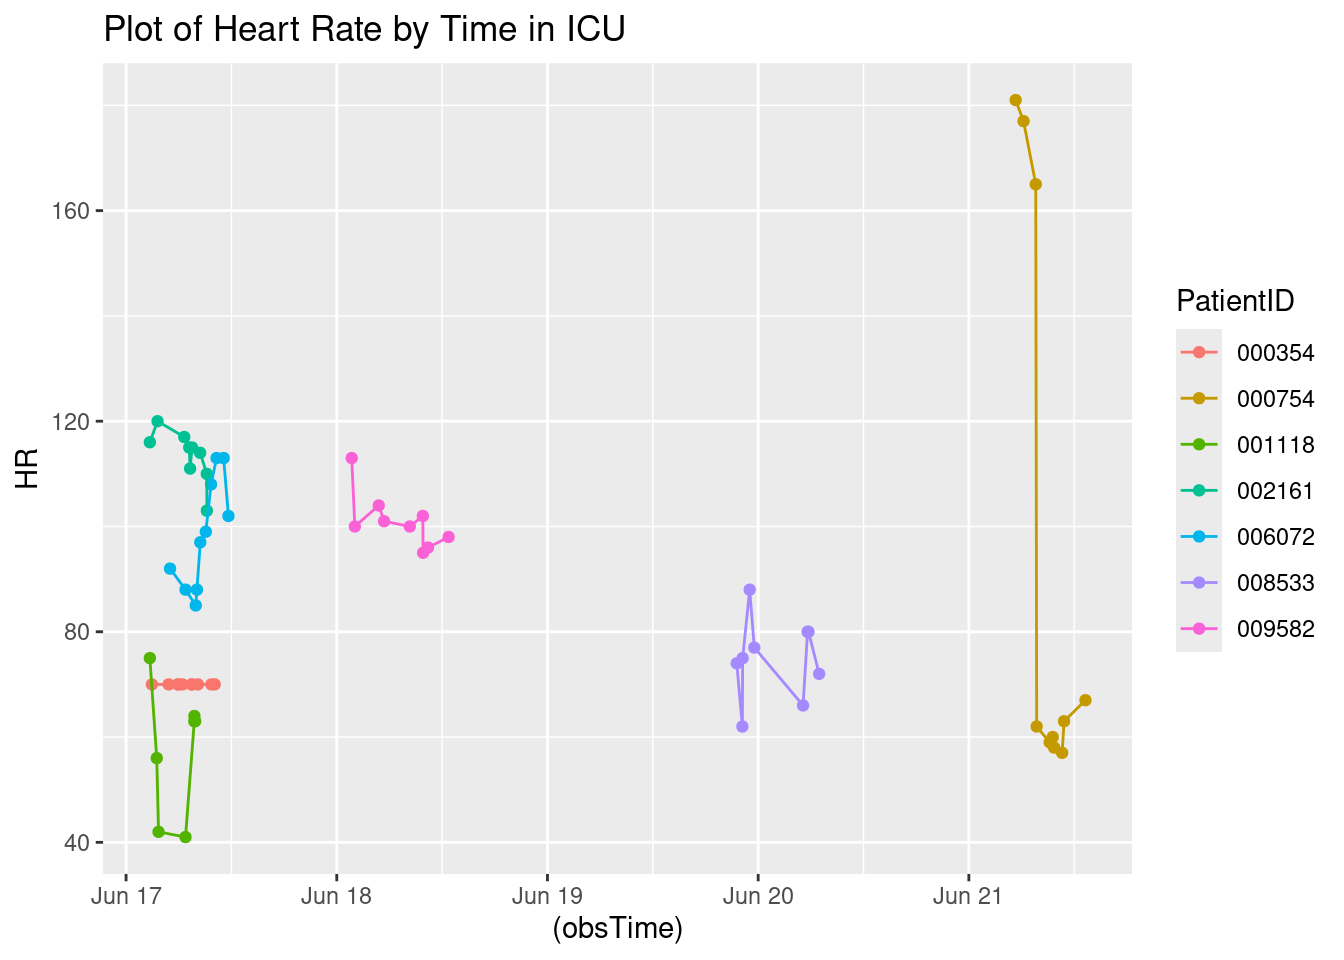 Plot of Heart Rate by Time in ICU
HR
160
120
80
40
Jun 17
Jun 18
Jun 19
Jun 20
Jun 21
(obsTime)
PatientID
000354
000754
001118
002161
006072
008533
009582